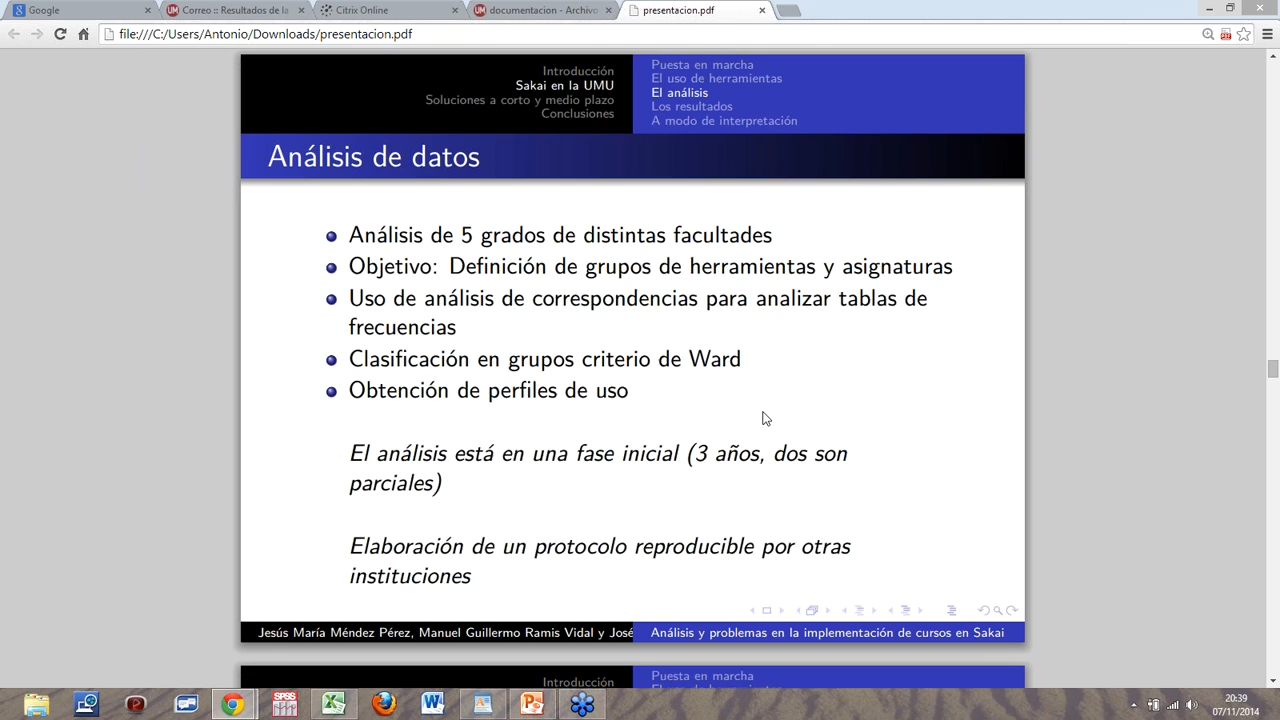 Google
Correo :: Resultados de la
Citrix Online
documentacion - Archivo
presentacion.pdf
file:///C:/Users/Antonio/Downloads/presentacion.pdf
Introducción
Sakai en la UMU
Soluciones a corto y medio plazo
Conclusiones
Puesta en marcha
El uso de herramientas
El análisis
Los resultados
A modo de interpretación
Análisis de datos
Análisis de 5 grados de distintas facultades
Objetivo: Definición de grupos de herramientas y asignaturas
Uso de análisis de correspondencias para analizar tablas de
frecuencias
Clasificación en grupos criterio de Ward
Obtención de perfiles de uso
El análisis está en una fase inicial (3 años, dos son
parciales)
Elaboración de un protocolo reproducible por otras
instituciones
Jesús María Méndez Pérez, Manuel Guillermo Ramis Vidal y José
Análisis y problemas en la implementación de cursos en Sakai
Introducción
Puesta en marcha
20:39
07/11/2014